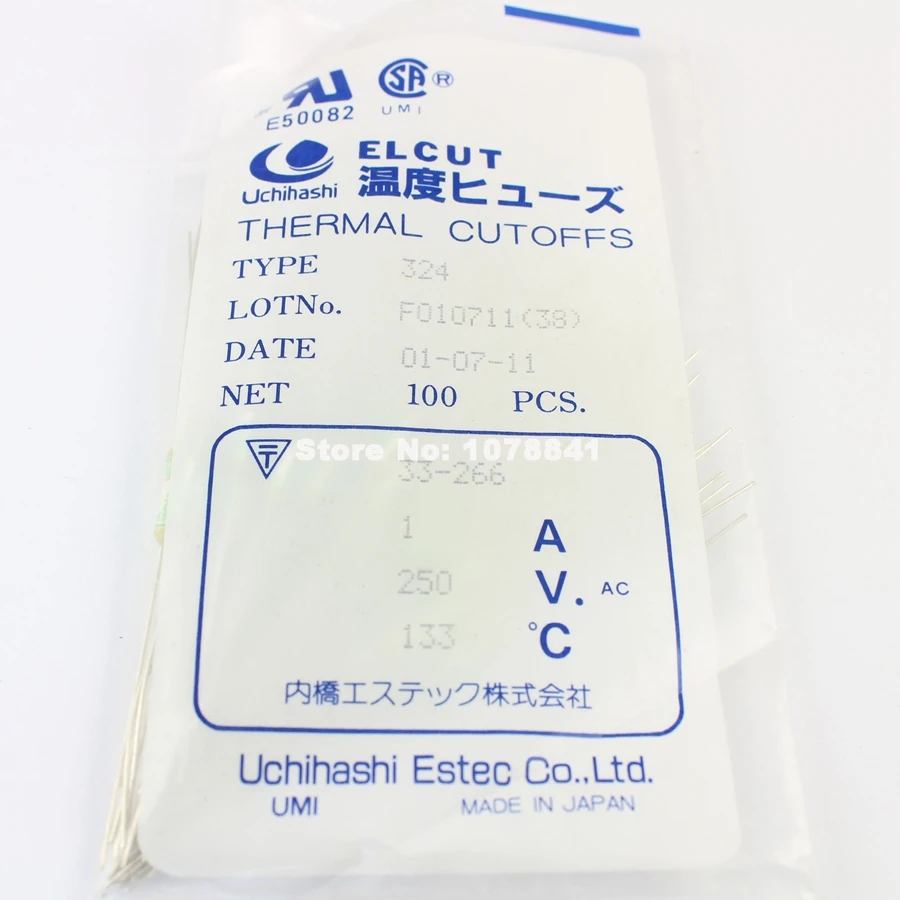 SA ®
E50082 UMI
ELCUT
Uchihashi 温度ヒューズ
THERMAL CUTOFFS
TYPE 324
LOTNo. F010711(38)
DATE 01-07-11
NET 100 PCS.
Store No: 1078841
33-266
1 A
250 V. AC
133 °C
内橋エステック株式会社
Uchihashi Estec Co.,Ltd.
UMI MADE IN JAPAN